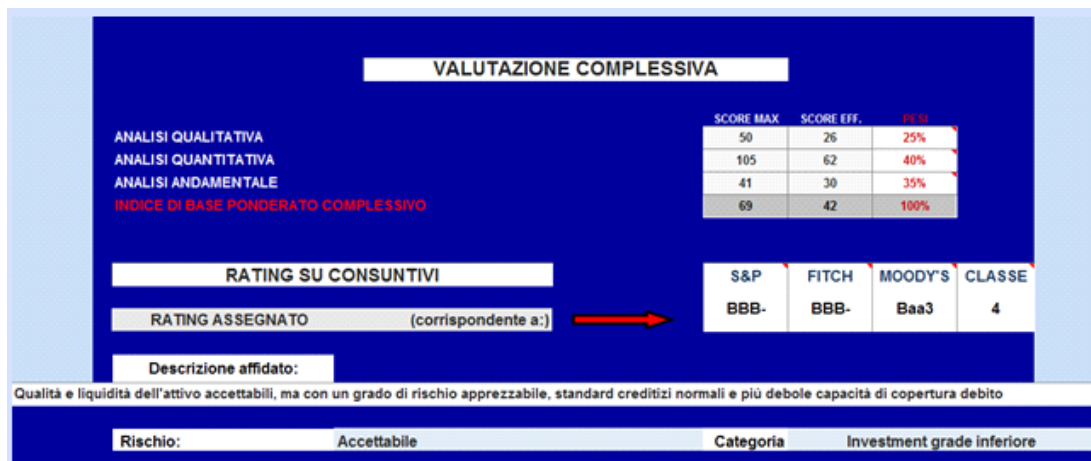 VALUTAZIONE COMPLESSIVA
SCORE MAX SCORE EFF. PESI
ANALISI QUALITATIVA 50 26 25%
ANALISI QUANTITATIVA 105 62 40%
ANALISI ANDAMENTALE 41 30 35%
INDICE DI BASE PONDERATO COMPLESSIVO 69 42 100%
RATING SU CONSUNTIVI S&P FITCH MOODY'S CLASSE
RATING ASSEGNATO (corrispondente a:) BBB- BBB- Baa3 4
Descrizione affidato:
Qualità e liquidità dell'attivo accettabili, ma con un grado di rischio apprezzabile, standard creditizi normali e più debole capacità di copertura debito
Rischio: Accettabile Categoria Investment grade inferiore